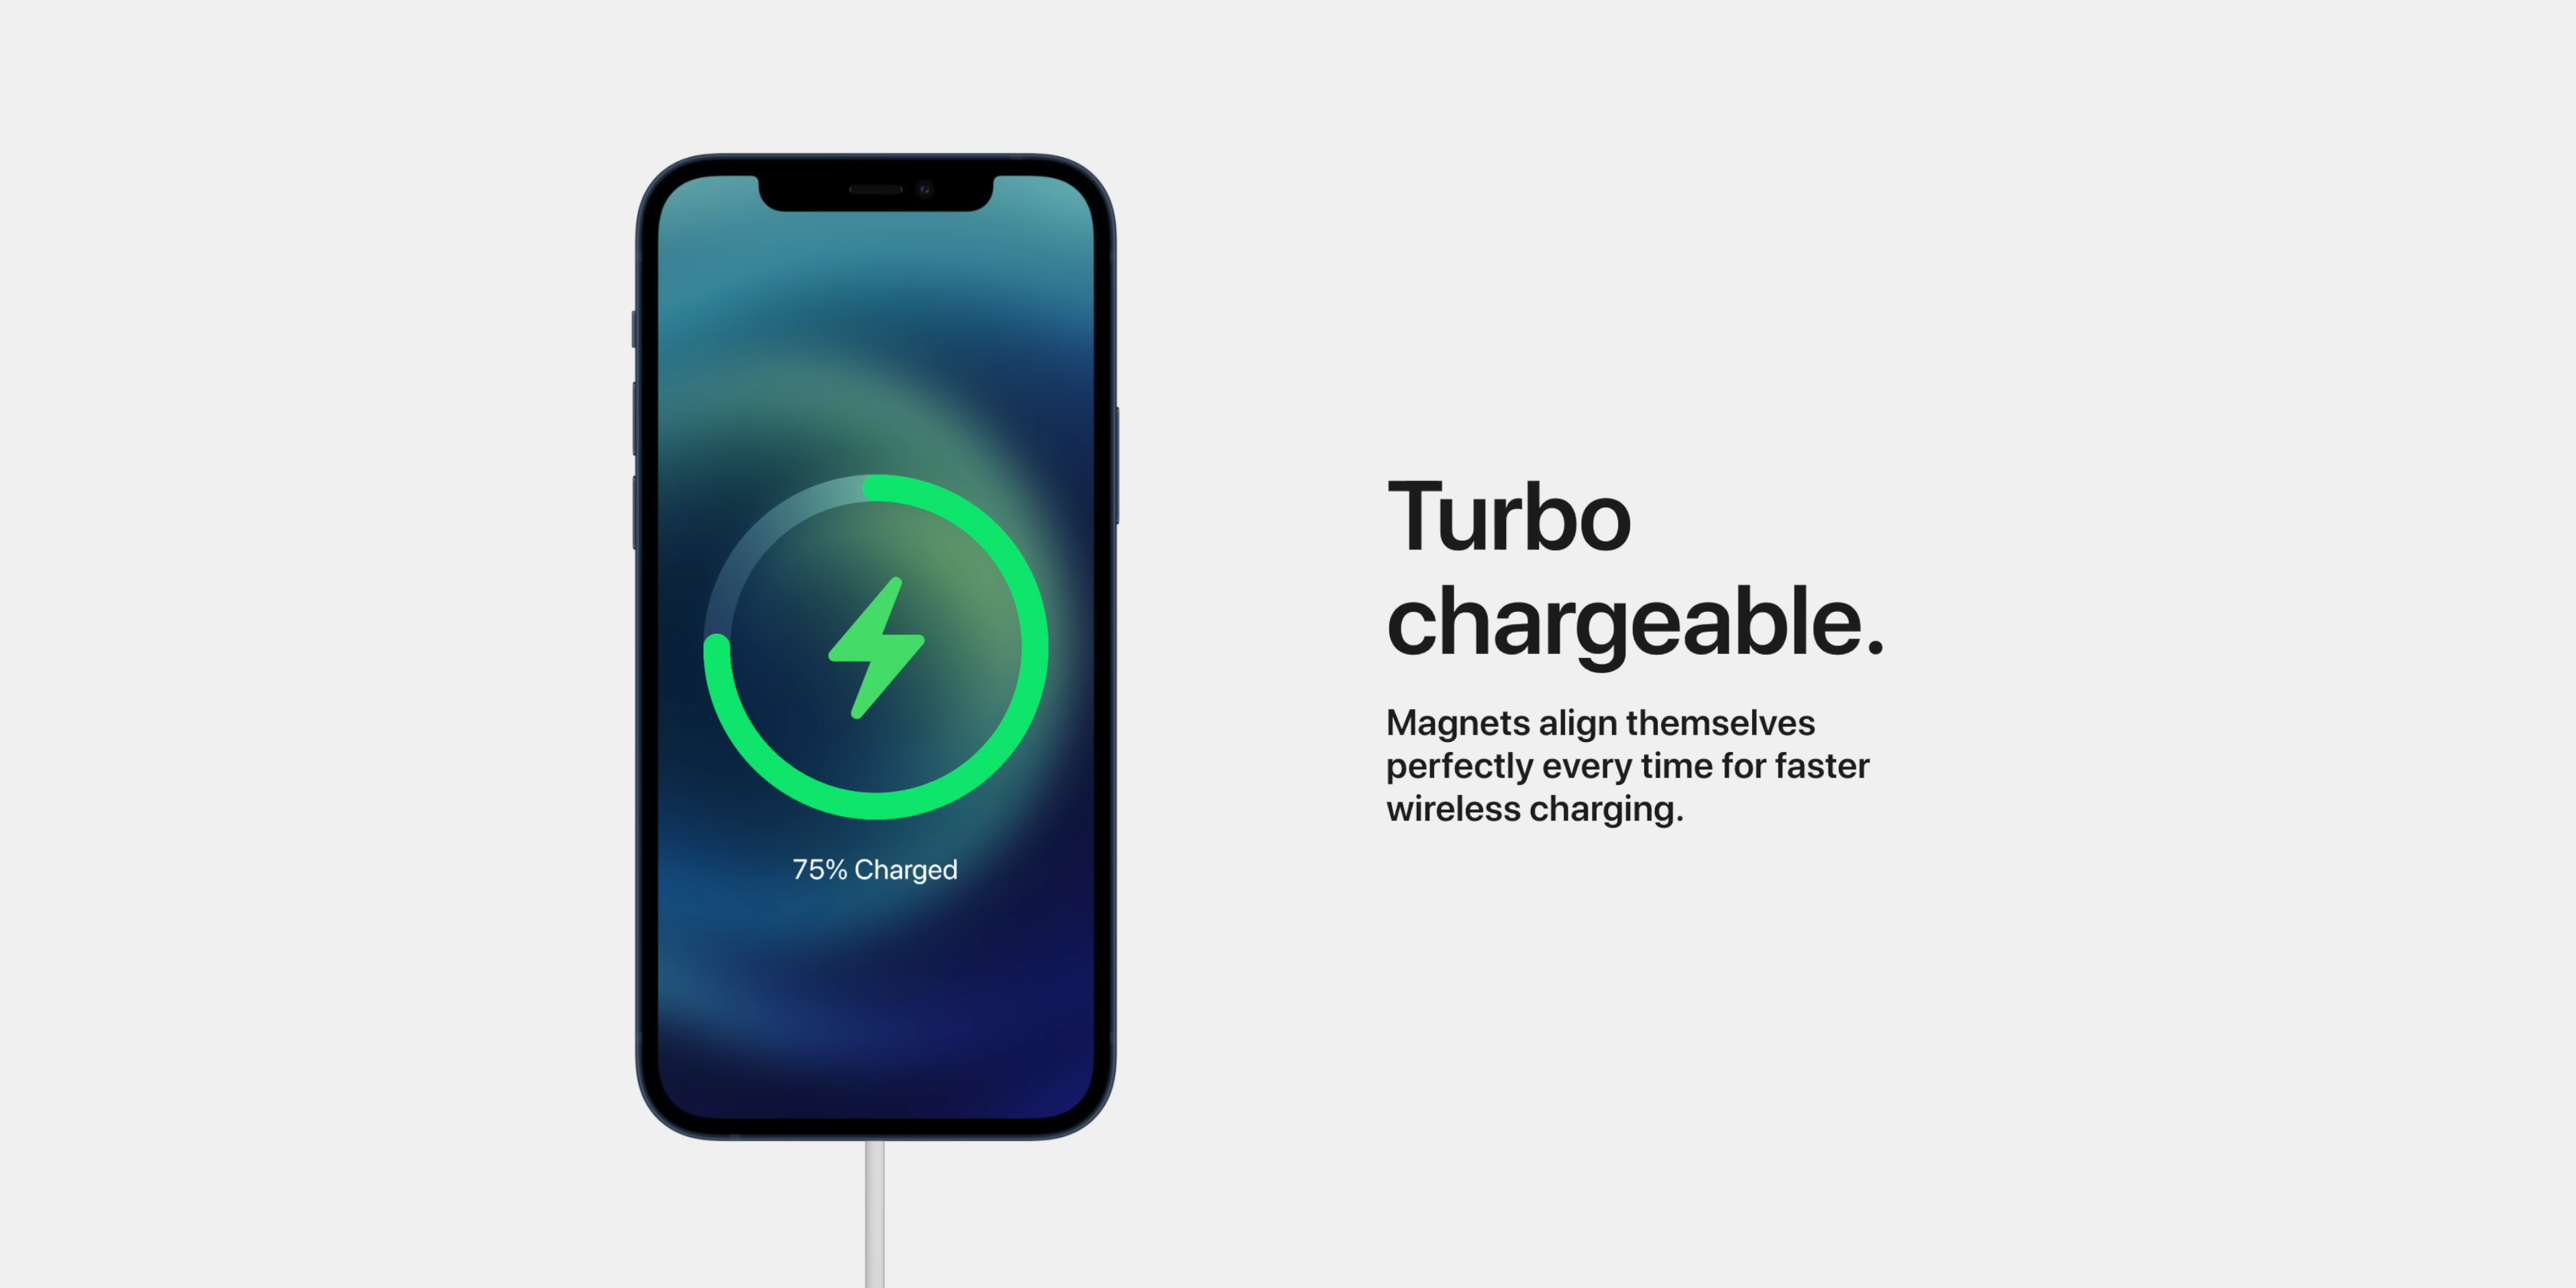 75% Charged
Turbo
chargeable.
Magnets align themselves
perfectly every time for faster
wireless charging.